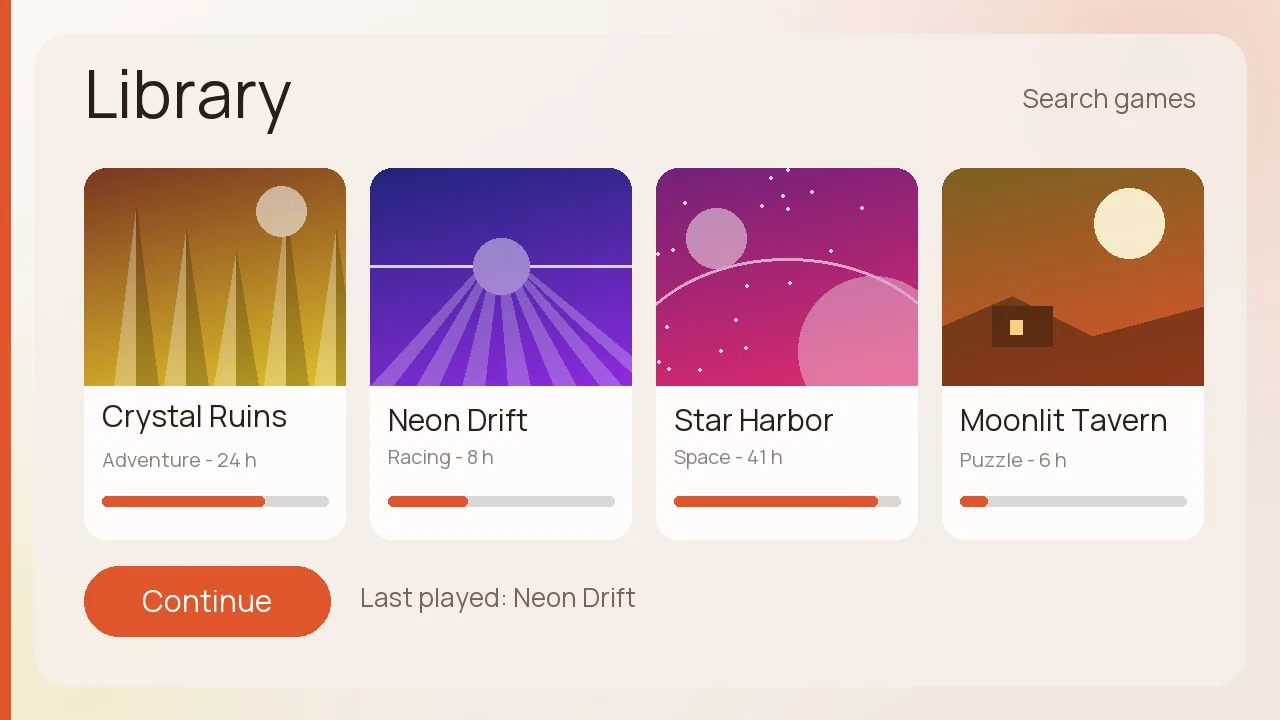 Library
Search games
Crystal Ruins
Adventure - 24 h
Neon Drift
Racing - 8 h
Star Harbor
Space - 41 h
Moonlit Tavern
Puzzle - 6 h
Continue
Last played: Neon Drift